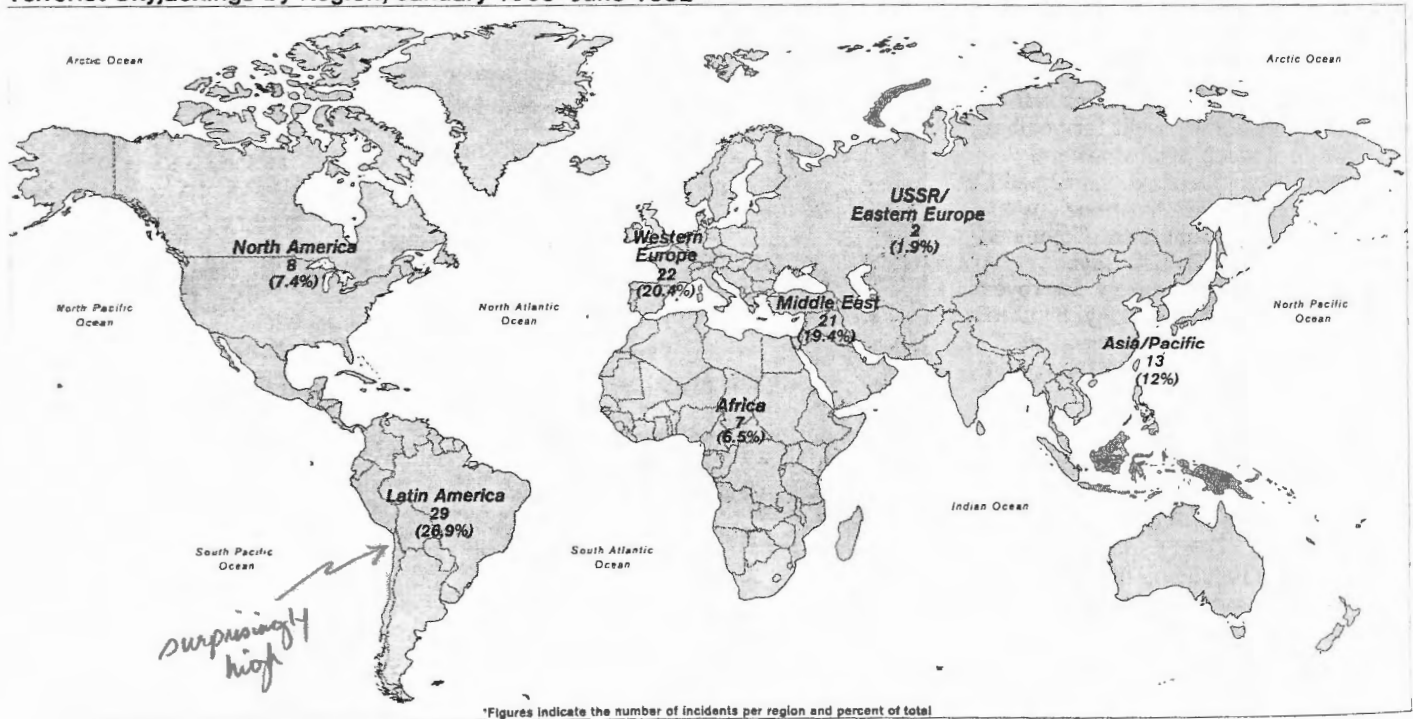 Arctic Ocean
Arctic Ocean
USSR/
Eastern Europe
2
(1.9%)
North America
8
(7.4%)
Western
Europe
22
(20.4%)
North Pacific
Ocean
North Atlantic
Ocean
Middle East
21
(19.4%)
North Pacific
Ocean
Asia/Pacific
13
(12%)
Africa
7
(6.5%)
Latin America
29
(26.9%)
Indian Ocean
South Pacific
Ocean
South Atlantic
Ocean
surprisingly
high
*Figures indicate the number of incidents per region and percent of total